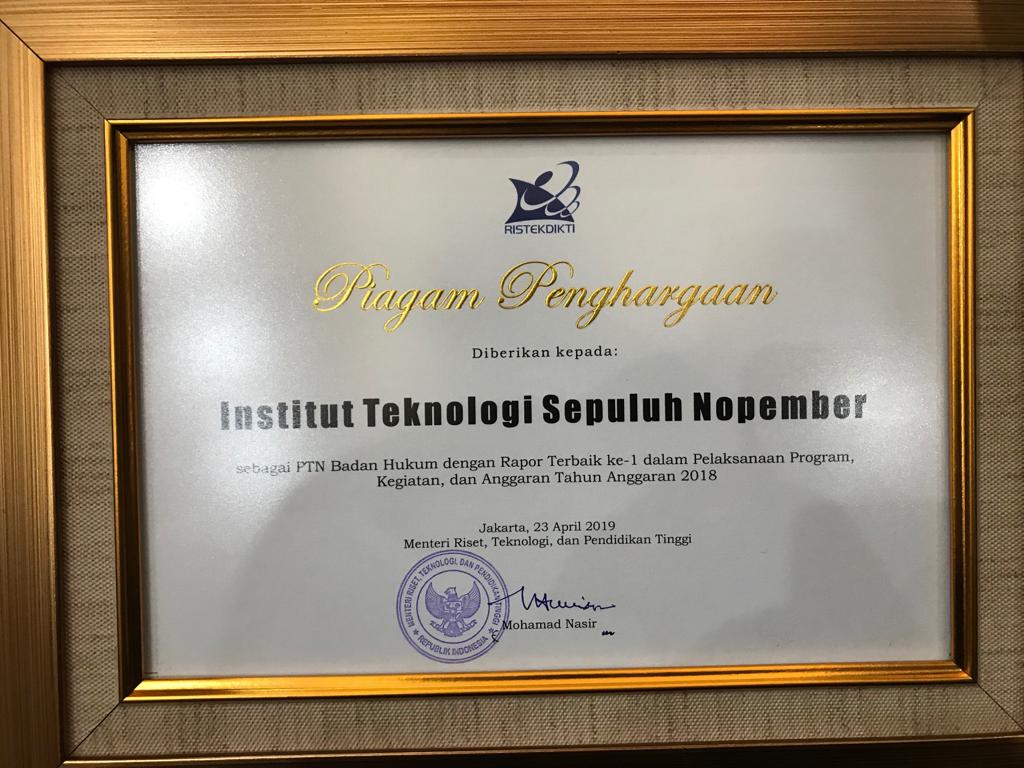 RISTEKDIKTI
Piagam Penghargaan
Diberikan kepada:
Institut Teknologi Sepuluh Nopember
sebagai PTN Badan Hukum dengan Rapor Terbaik ke-1 dalam Pelaksanaan Program,
Kegiatan, dan Anggaran Tahun Anggaran 2018
Jakarta, 23 April 2019
Menteri Riset, Teknologi, dan Pendidikan Tinggi
MENTERI RISET, TEKNOLOGI, DAN PENDIDIKAN TINGGI
REPUBLIK INDONESIA
Mohamad Nasir